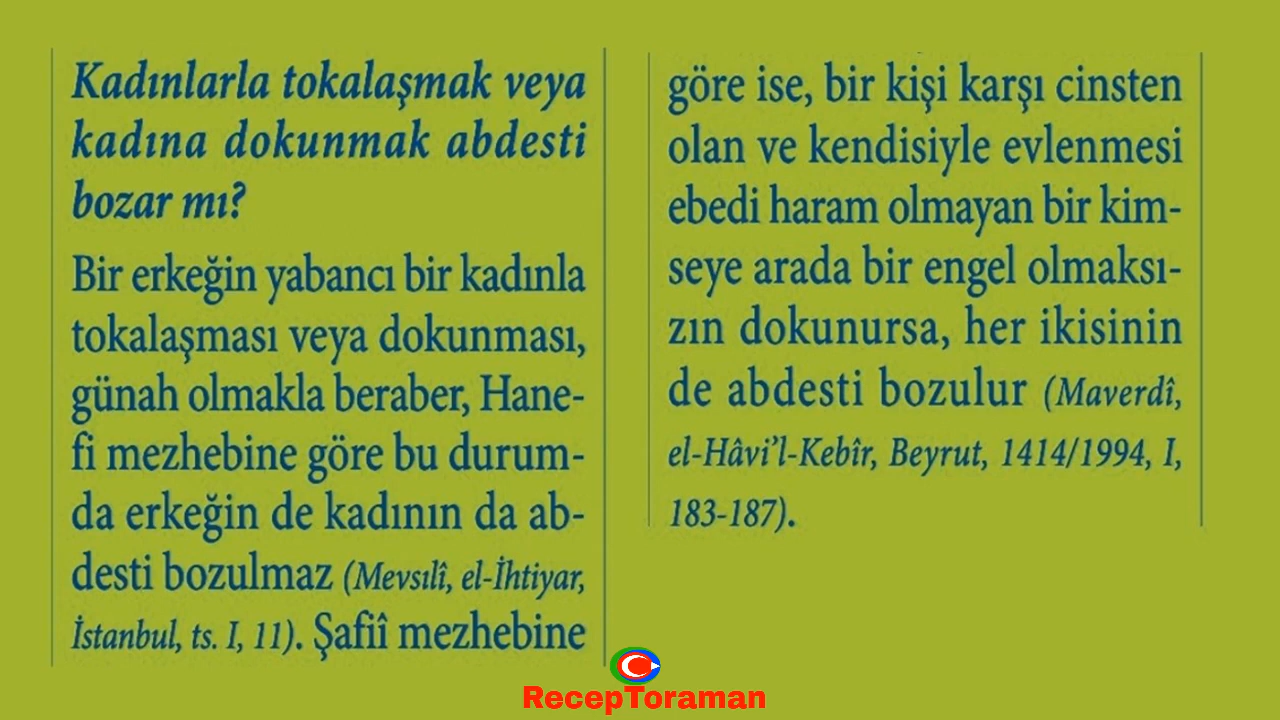 Kadınlarla tokalaşmak veya
kadına dokunmak abdesti
bozar mı?
Bir erkeğin yabancı bir kadınla
tokalaşması veya dokunması,
günah olmakla beraber, Hane-
fi mezhebine göre bu durum-
da erkeğin de kadının da ab-
desti bozulmaz (Mevsılî, el-İhtiyar,
İstanbul, ts. I, 11). Şafiî mezhebine
göre ise, bir kişi karşı cinsten
olan ve kendisiyle evlenmesi
ebedi haram olmayan bir kim-
seye arada bir engel olmaksı-
zın dokunursa, her ikisinin
de abdesti bozulur (Maverdî,
el-Hâvi’l-Kebîr, Beyrut, 1414/1994, I,
183-187).
RecepToraman